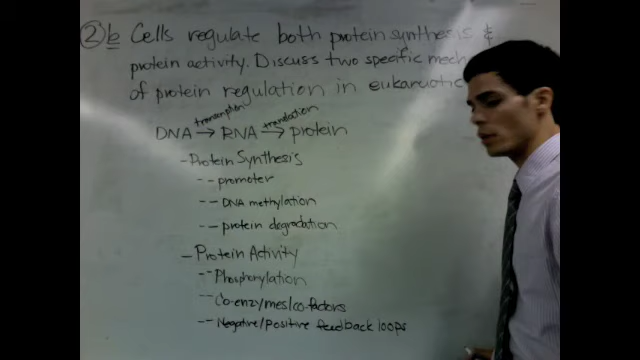 ② b Cells regulate both protein synthesis &
protein activity. Discuss two specific mech
of protein regulation in eukaryotic
transcription translation
DNA → RNA → protein
- Protein Synthesis
-- promoter
-- DNA methylation
-- protein degradation
- Protein Activity
-- Phosphorylation
-- Co-enzymes/co-factors
-- Negative/positive feedback loops